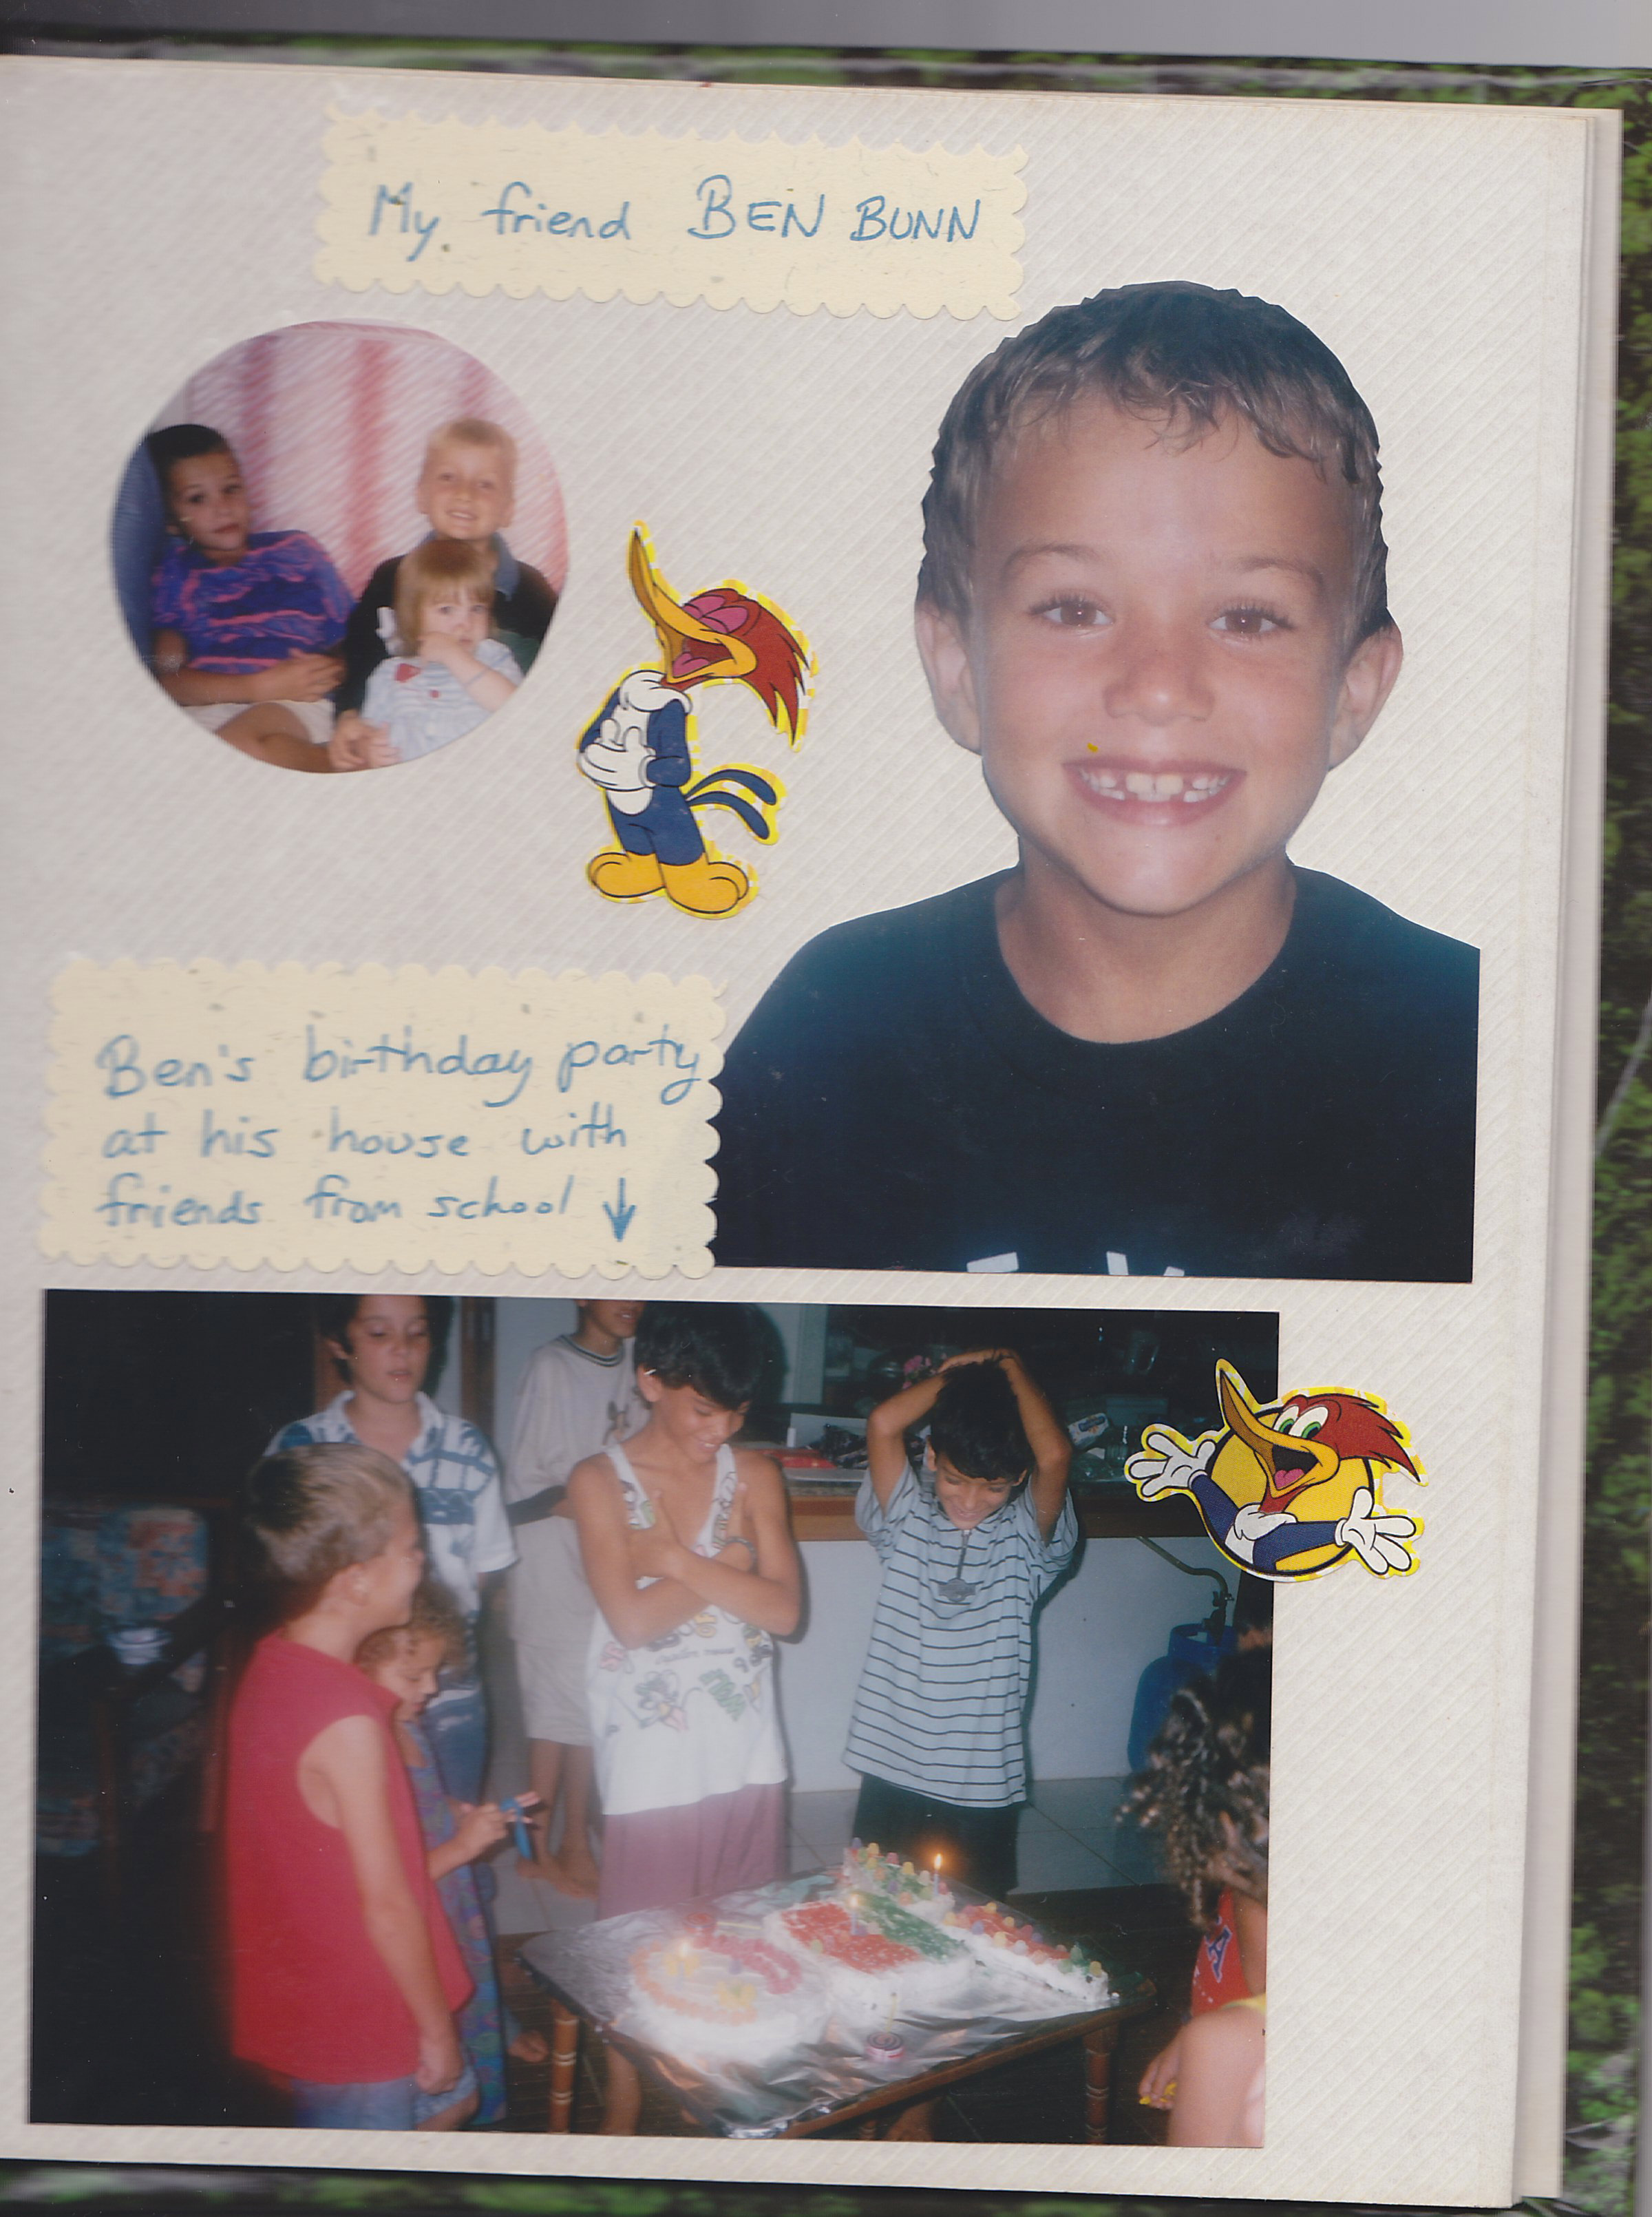 My friend BEN BUNN
Ben's birthday party
at his house with
friends from school ↓